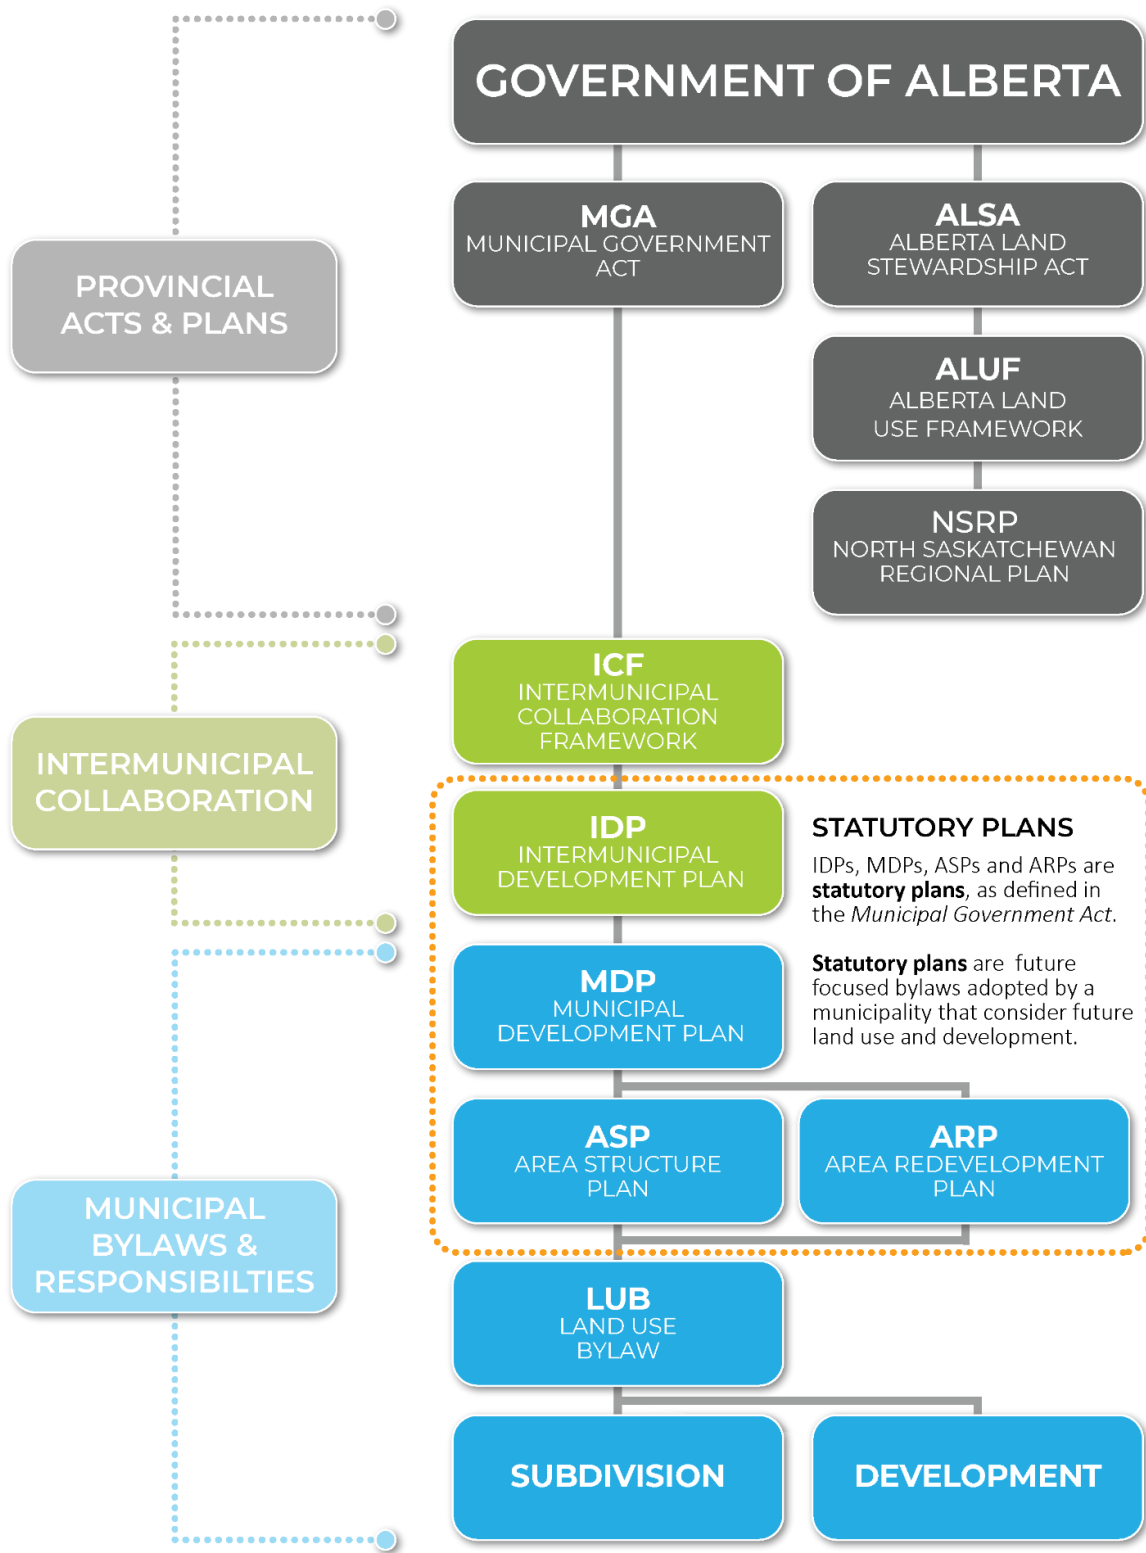 GOVERNMENT OF ALBERTA
MGA
MUNICIPAL GOVERNMENT
ACT
ALSA
ALBERTA LAND
STEWARDSHIP ACT
PROVINCIAL
ACTS & PLANS
ALUF
ALBERTA LAND
USE FRAMEWORK
NSRP
NORTH SASKATCHEWAN
REGIONAL PLAN
ICF
INTERMUNICIPAL
COLLABORATION
FRAMEWORK
INTERMUNICIPAL
COLLABORATION
IDP
INTERMUNICIPAL
DEVELOPMENT PLAN
STATUTORY PLANS
IDPs, MDPs, ASPs and ARPs are
statutory plans, as defined in
the Municipal Government Act.
Statutory plans are future
focused bylaws adopted by a
municipality that consider future
land use and development.
MDP
MUNICIPAL
DEVELOPMENT PLAN
ASP
AREA STRUCTURE
PLAN
ARP
AREA REDEVELOPMENT
PLAN
MUNICIPAL
BYLAWS &
RESPONSIBILTIES
LUB
LAND USE
BYLAW
SUBDIVISION
DEVELOPMENT